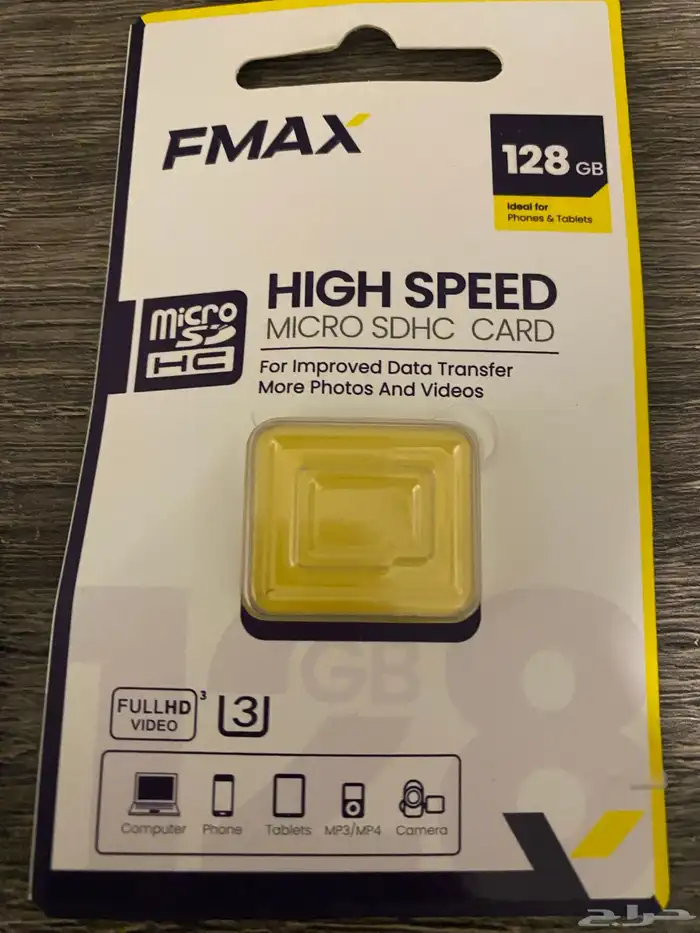 FMAX
128 GB
Ideal for
Phones & Tablets
micro
SD
HC
HIGH SPEED
MICRO SDHC CARD
For Improved Data Transfer
More Photos And Videos
128
GB
FULLHD 3
VIDEO
3
Computer Phone Tablets MP3/MP4 Camera
حراج